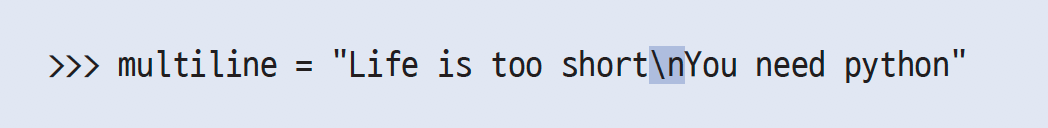 >>> multiline = "Life is too short\nYou need python"